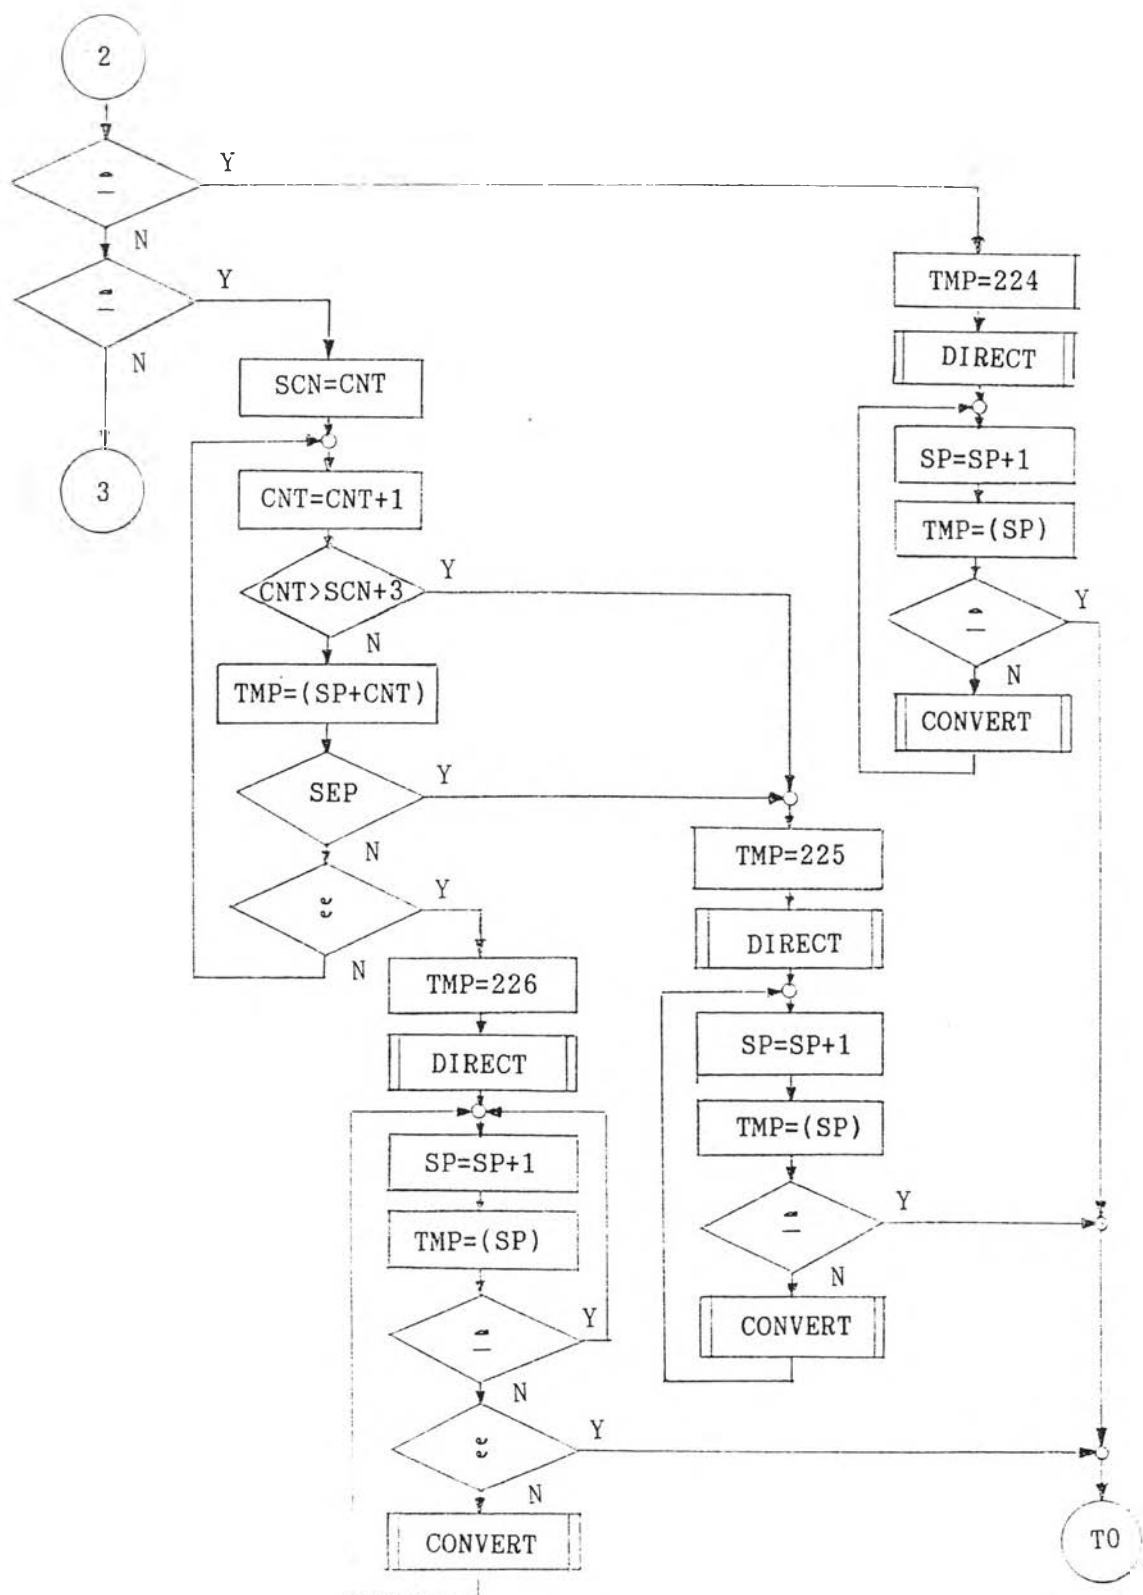 2
Y
N
Y
N
3
SCN=CNT
CNT=CNT+1
CNT>SCN+3
Y
N
TMP=(SP+CNT)
SEP
Y
N
ะ
Y
N
TMP=226
DIRECT
SP=SP+1
TMP=(SP)
Y
N
ะ
Y
N
CONVERT
TMP=225
DIRECT
SP=SP+1
TMP=(SP)
Y
N
CONVERT
TMP=224
DIRECT
SP=SP+1
TMP=(SP)
Y
N
CONVERT
TO